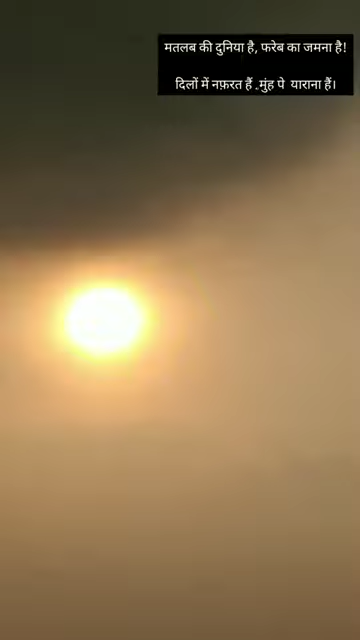 मतलब की दुनिया है, फरेब का जमना है!
दिलों में नफ़रत हैं .मुंह पे याराना हैं।